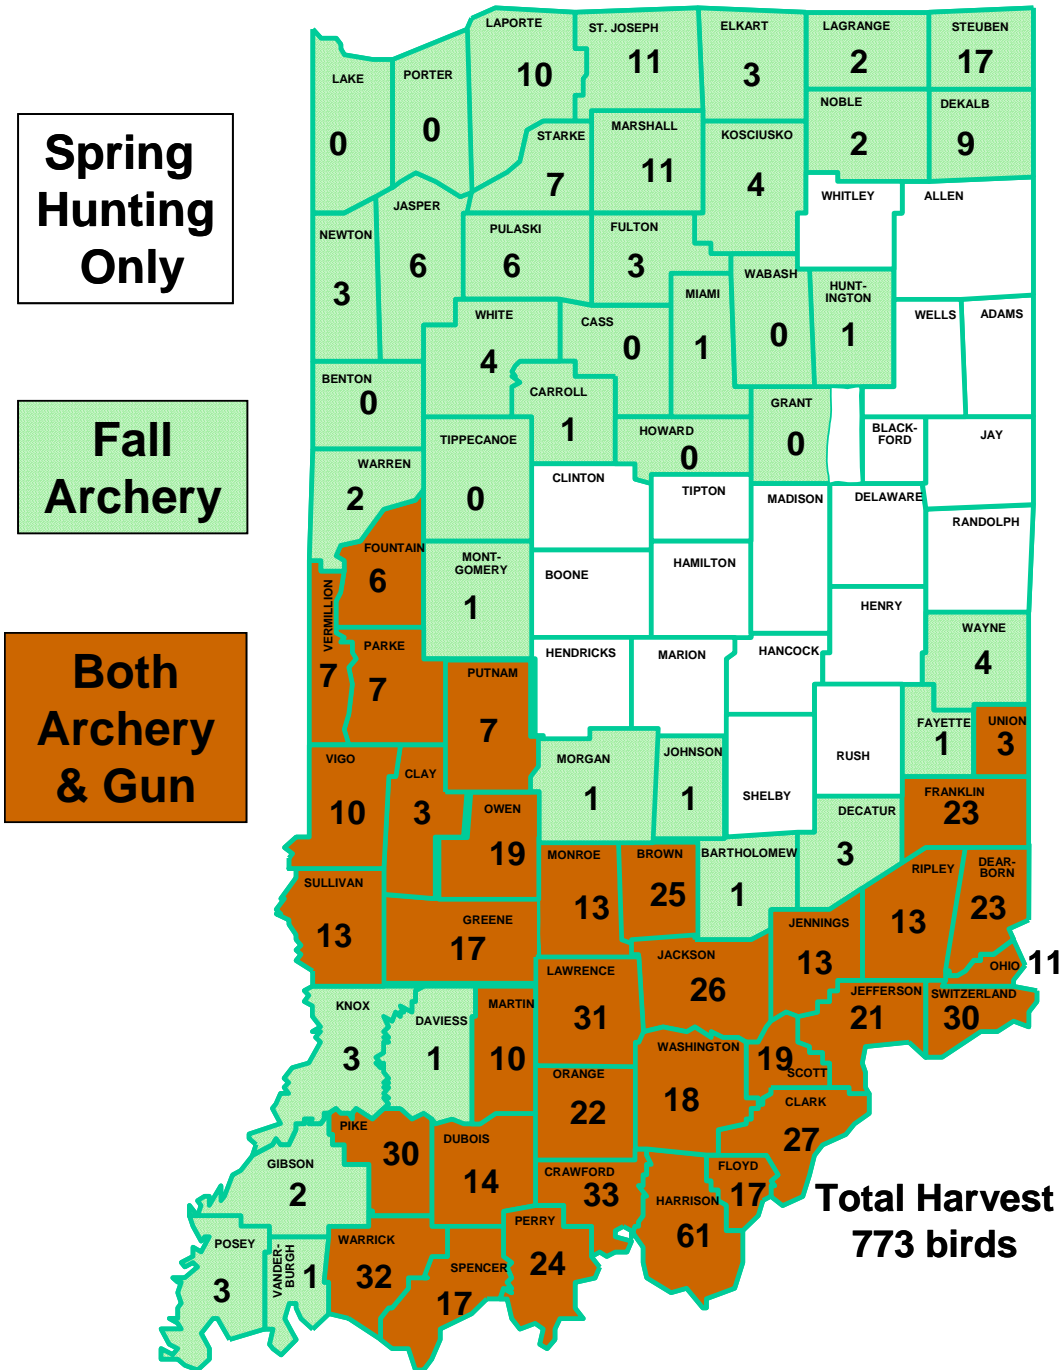 Spring
Hunting
Only
Fall
Archery
Both
Archery
& Gun
LAKE
0
PORTER
0
LAPORTE
10
ST. JOSEPH
11
ELKART
3
LAGRANGE
2
STEUBEN
17
NOBLE
2
DEKALB
9
STARKE
7
MARSHALL
11
KOSCIUSKO
4
WHITLEY
ALLEN
NEWTON
3
JASPER
6
PULASKI
6
FULTON
3
MIAMI
1
WABASH
0
HUNT-
INGTON
1
WELLS
ADAMS
WHITE
4
CASS
0
BENTON
0
CARROLL
1
HOWARD
0
GRANT
0
BLACK-
FORD
JAY
TIPPECANOE
0
WARREN
2
CLINTON
TIPTON
MADISON
DELAWARE
RANDOLPH
FOUNTAIN
6
MONT-
GOMERY
1
BOONE
HAMILTON
HENRY
VERMILLION
7
PARKE
7
PUTNAM
7
HENDRICKS
MARION
HANCOCK
WAYNE
4
FAYETTE
1
UNION
3
RUSH
SHELBY
VIGO
10
CLAY
3
OWEN
19
MORGAN
1
JOHNSON
1
DECATUR
3
FRANKLIN
23
SULLIVAN
13
GREENE
17
MONROE
13
BROWN
25
BARTHOLOMEW
1
JENNINGS
13
RIPLEY
13
DEAR-
BORN
23
OHIO
11
KNOX
3
DAVIESS
1
MARTIN
10
LAWRENCE
31
JACKSON
26
JEFFERSON
21
SWITZERLAND
30
ORANGE
22
WASHINGTON
18
19
SCOTT
CLARK
27
GIBSON
2
PIKE
30
DUBOIS
14
CRAWFORD
33
HARRISON
61
FLOYD
17
POSEY
3
VANDER-
BURGH
1
WARRICK
32
SPENCER
17
PERRY
24
Total Harvest
773 birds